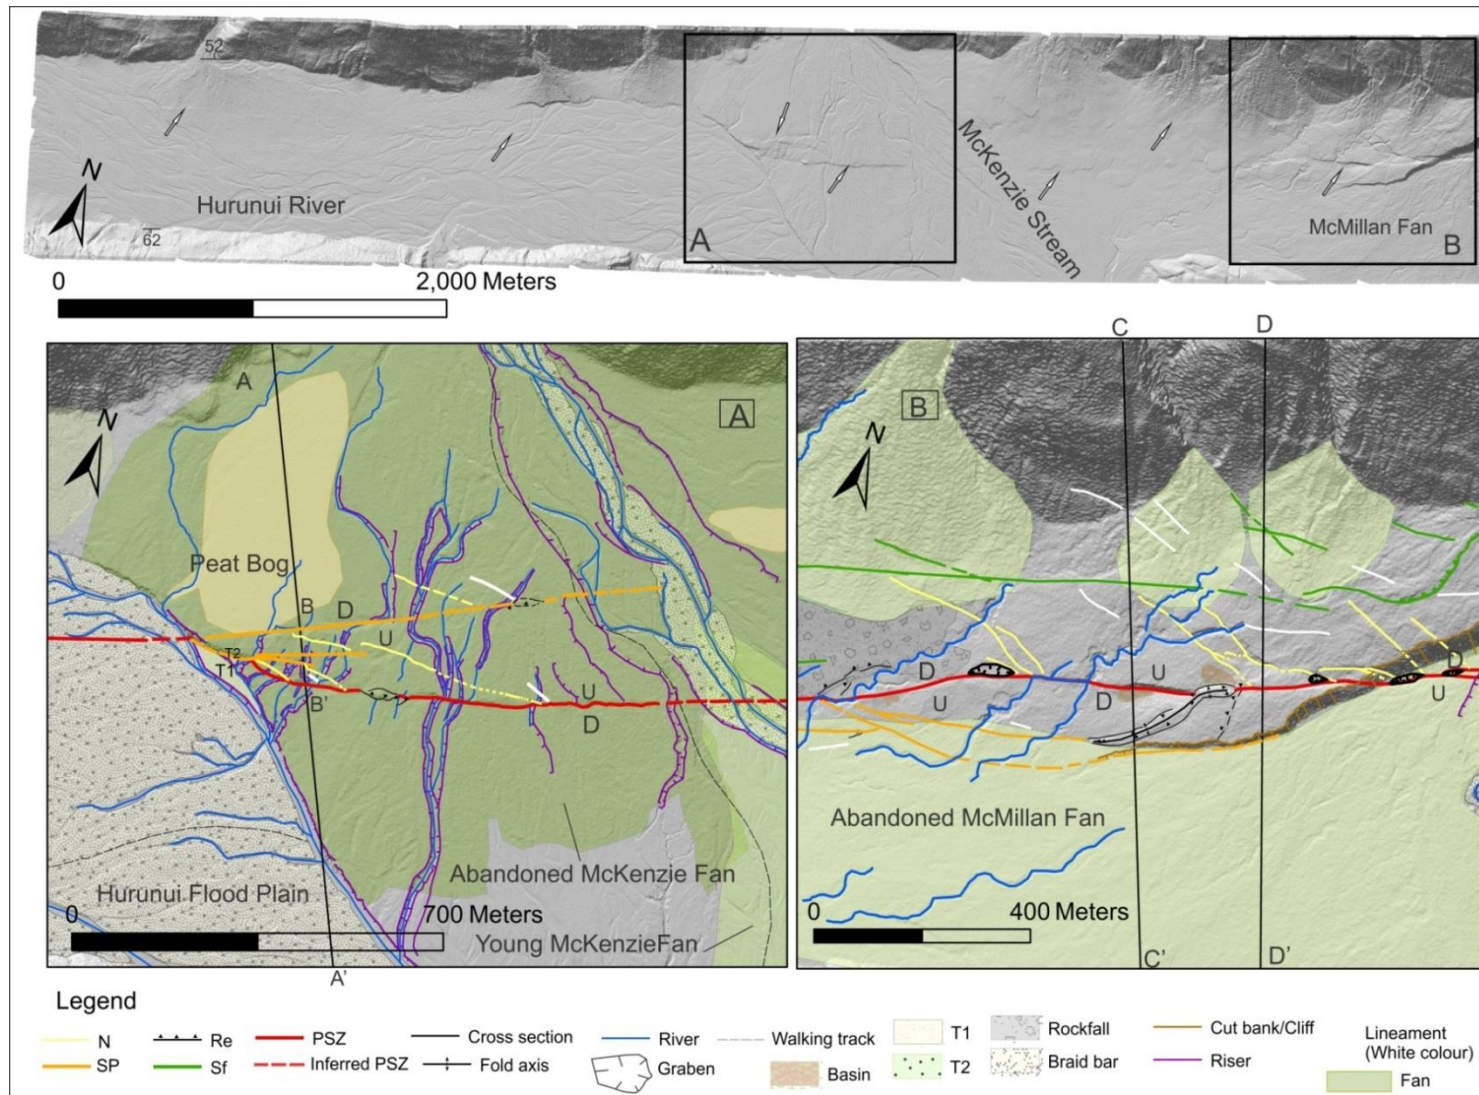 52
N
Hurunui River
62
A
McKenzie Stream
McMillan Fan
B
0 2,000 Meters
C D
A
A
N
Peat Bog
B D
U
T2
T1
B'
U
D
Abandoned McKenzie Fan
Hurunui Flood Plain
0 700 Meters
Young McKenzieFan
A'
B
N
D U D
U D U
Abandoned McMillan Fan
0 400 Meters
C' D'
Legend
N Re PSZ Cross section River Walking track T1 Rockfall Cut bank/Cliff Lineament
(White colour)
SP Sf Inferred PSZ Fold axis Graben Basin T2 Braid bar Riser Fan